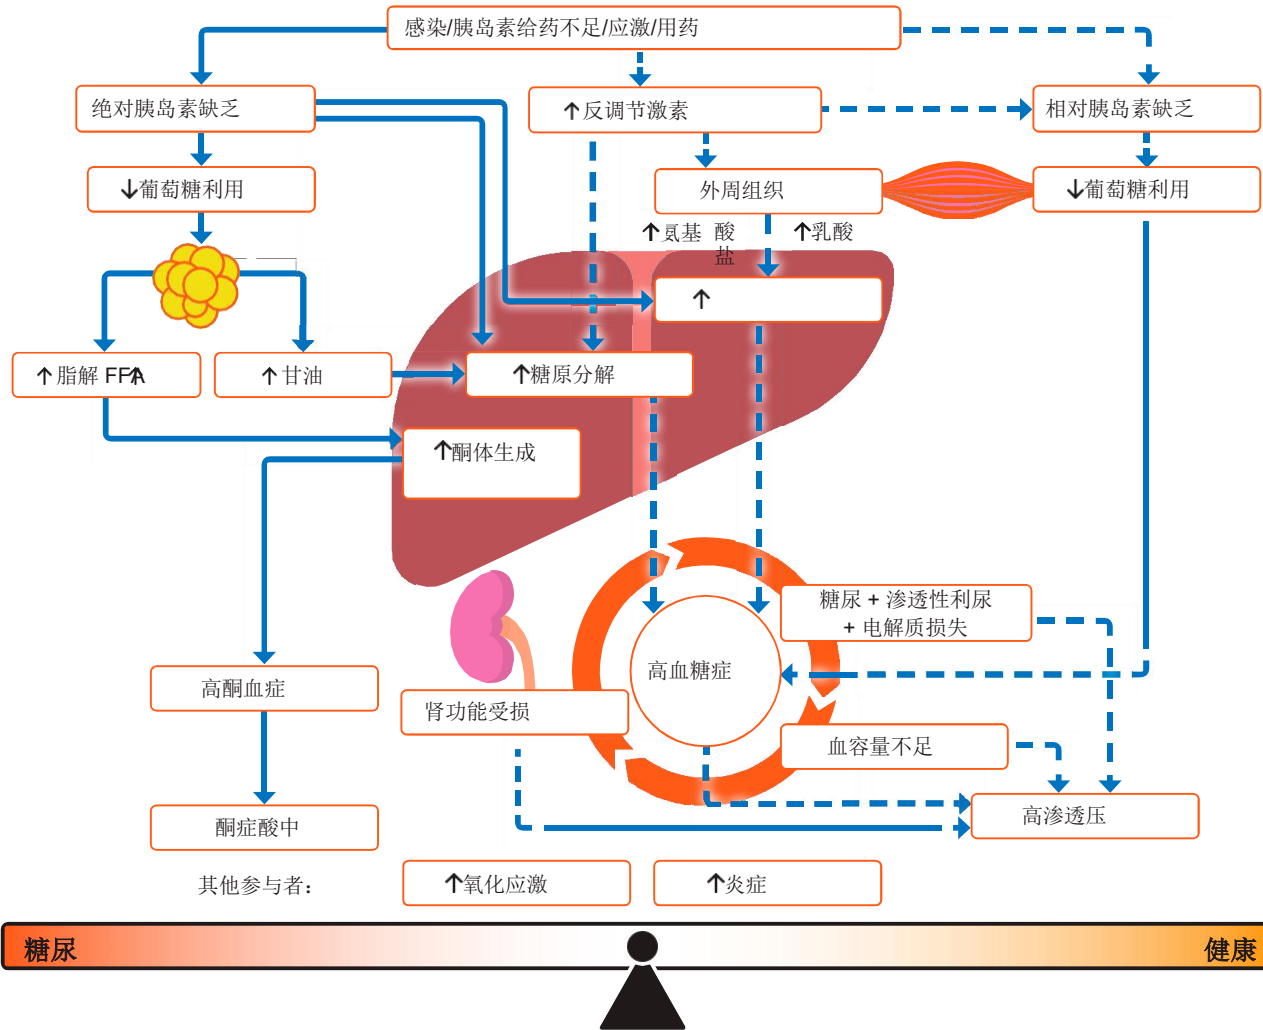 感染/胰岛素给药不足/应激/用药
绝对胰岛素缺乏
↑反调节激素
相对胰岛素缺乏
↓葡萄糖利用
外周组织
↓葡萄糖利用
↑氨基 酸盐
↑乳酸
↑
↑脂解 FFA↑
↑甘油
↑糖原分解
↑酮体生成
糖尿 + 渗透性利尿
+ 电解质损失
高血糖症
高酮血症
肾功能受损
血容量不足
高渗透压
酮症酸中
其他参与者：
↑氧化应激
↑炎症
糖尿
健康